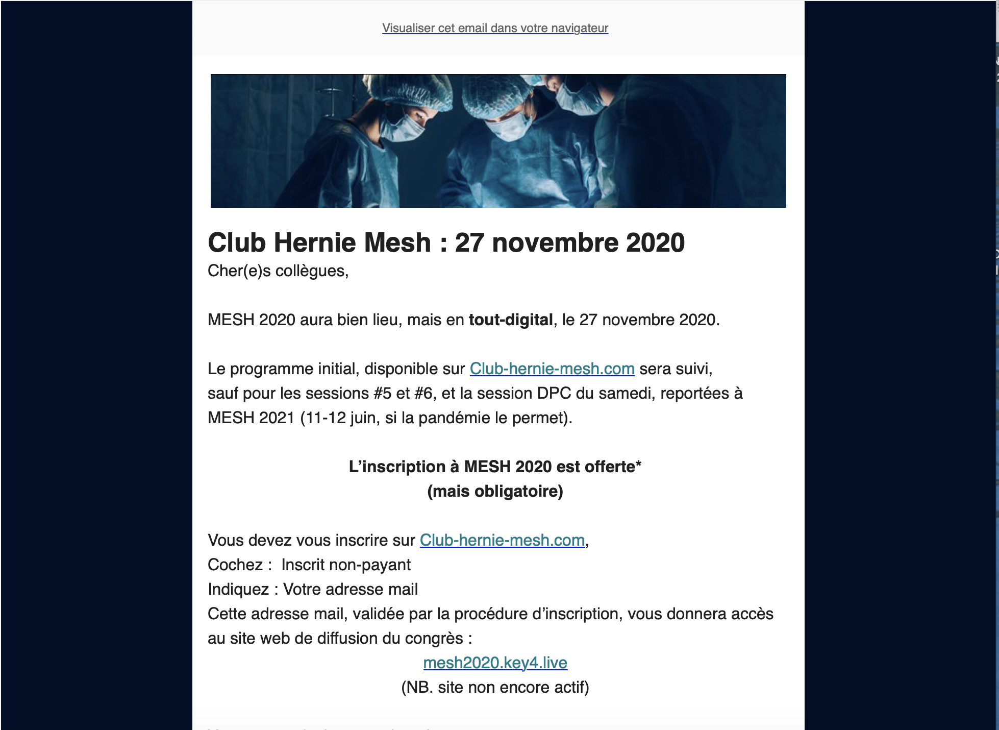 Visualiser cet email dans votre navigateur
Club Hernie Mesh : 27 novembre 2020
Cher(e)s collègues,
MESH 2020 aura bien lieu, mais en tout-digital, le 27 novembre 2020.
Le programme initial, disponible sur Club-hernie-mesh.com sera suivi,
sauf pour les sessions #5 et #6, et la session DPC du samedi, reportées à
MESH 2021 (11-12 juin, si la pandémie le permet).
L’inscription à MESH 2020 est offerte*
(mais obligatoire)
Vous devez vous inscrire sur Club-hernie-mesh.com,
Cochez :  Inscrit non-payant
Indiquez : Votre adresse mail
Cette adresse mail, validée par la procédure d’inscription, vous donnera accès
au site web de diffusion du congrès :
mesh2020.key4.live
(NB. site non encore actif)